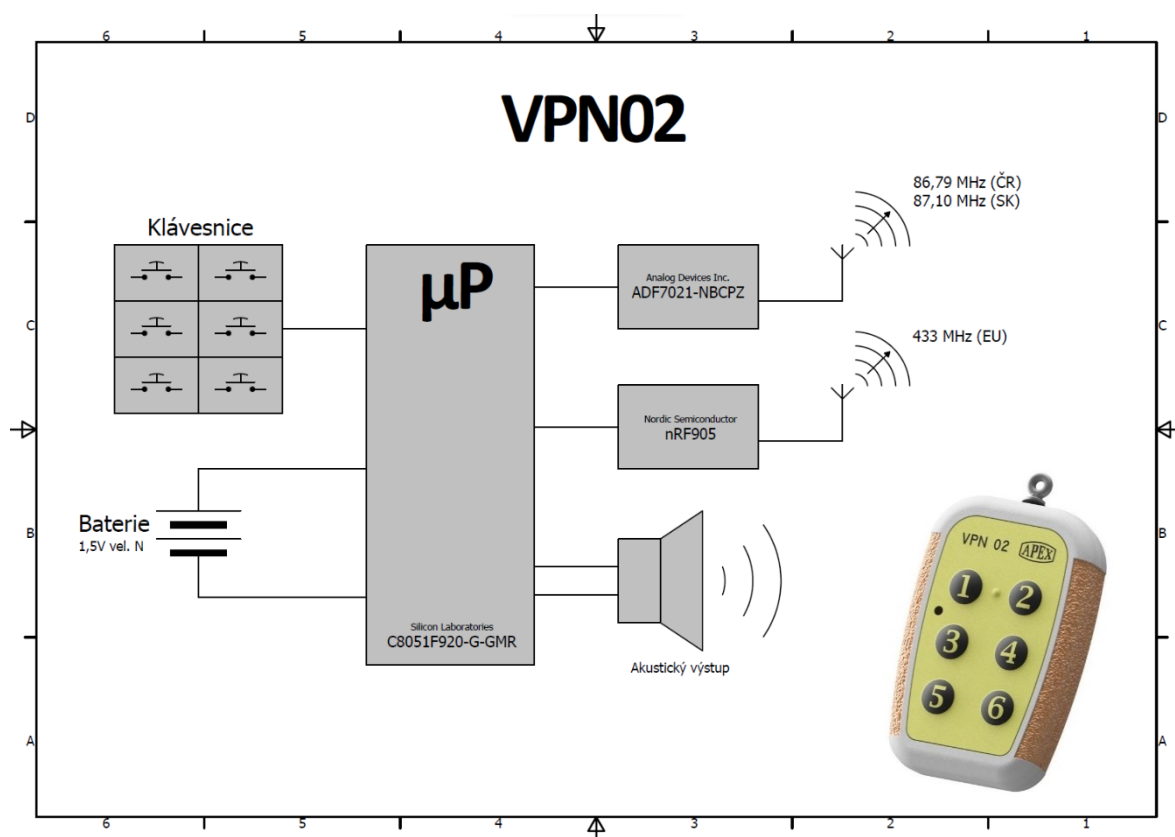 6 5 4 3 2 1
D D
VPN02
86,79 MHz (ČR)
87,10 MHz (SK)
Klávesnice
µP
Analog Devices Inc.
ADF7021-NBCPZ
C C
433 MHz (EU)
Nordic Semiconductor
nRF905
Baterie
1,5V vel. N
B B
VPN 02 APEX
1 2
3 4
5 6
Silicon Laboratories
C8051F920-G-GMR
Akustický výstup
A A
6 5 4 3 2 1